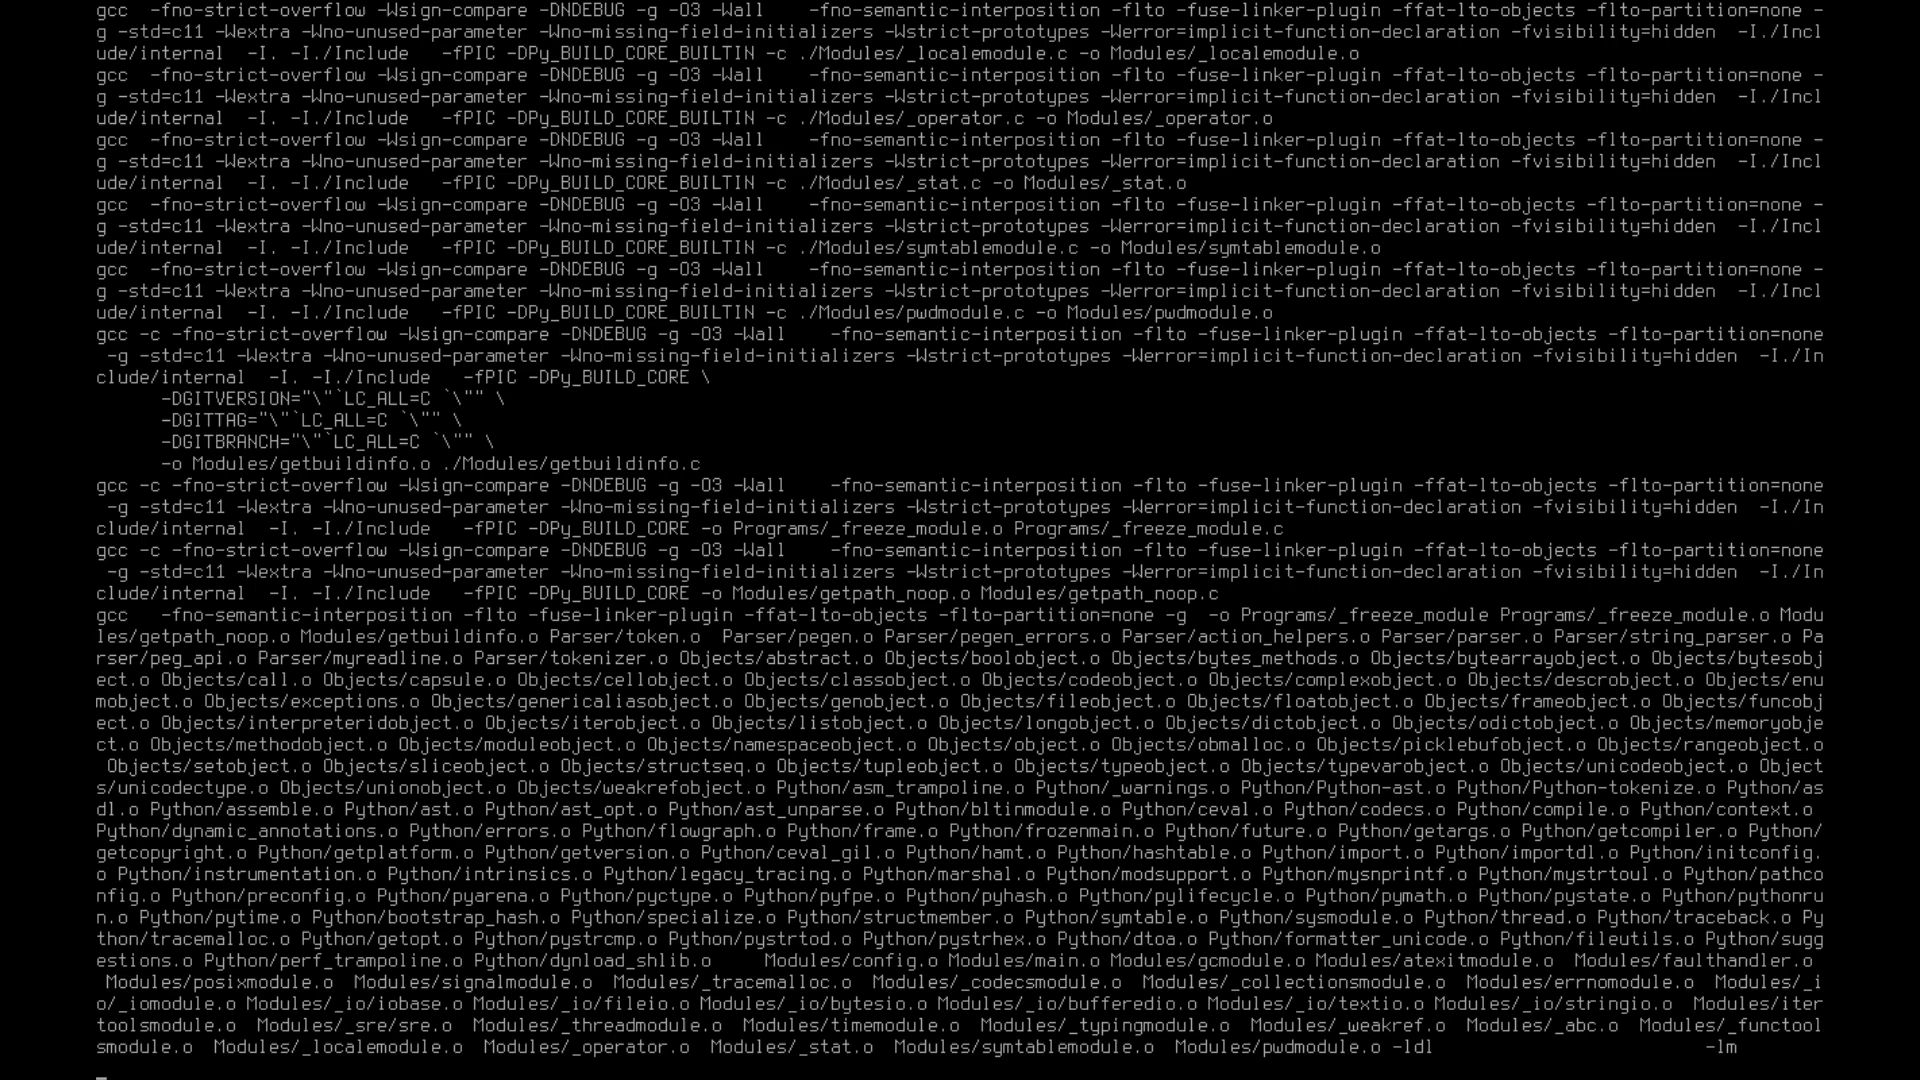 gcc  -fno-strict-overflow -Wsign-compare -DNDEBUG -g -O3 -Wall    -fno-semantic-interposition -flto -fuse-linker-plugin -ffat-lto-objects -flto-partition=none -
g -std=c11 -Wextra -Wno-unused-parameter -Wno-missing-field-initializers -Wstrict-prototypes -Werror=implicit-function-declaration -fvisibility=hidden  -I./Incl
ude/internal  -I. -I./Include   -fPIC -DPy_BUILD_CORE_BUILTIN -c ./Modules/_localemodule.c -o Modules/_localemodule.o
gcc  -fno-strict-overflow -Wsign-compare -DNDEBUG -g -O3 -Wall    -fno-semantic-interposition -flto -fuse-linker-plugin -ffat-lto-objects -flto-partition=none -
g -std=c11 -Wextra -Wno-unused-parameter -Wno-missing-field-initializers -Wstrict-prototypes -Werror=implicit-function-declaration -fvisibility=hidden  -I./Incl
ude/internal  -I. -I./Include   -fPIC -DPy_BUILD_CORE_BUILTIN -c ./Modules/_operator.c -o Modules/_operator.o
gcc  -fno-strict-overflow -Wsign-compare -DNDEBUG -g -O3 -Wall    -fno-semantic-interposition -flto -fuse-linker-plugin -ffat-lto-objects -flto-partition=none -
g -std=c11 -Wextra -Wno-unused-parameter -Wno-missing-field-initializers -Wstrict-prototypes -Werror=implicit-function-declaration -fvisibility=hidden  -I./Incl
ude/internal  -I. -I./Include   -fPIC -DPy_BUILD_CORE_BUILTIN -c ./Modules/_stat.c -o Modules/_stat.o
gcc  -fno-strict-overflow -Wsign-compare -DNDEBUG -g -O3 -Wall    -fno-semantic-interposition -flto -fuse-linker-plugin -ffat-lto-objects -flto-partition=none -
g -std=c11 -Wextra -Wno-unused-parameter -Wno-missing-field-initializers -Wstrict-prototypes -Werror=implicit-function-declaration -fvisibility=hidden  -I./Incl
ude/internal  -I. -I./Include   -fPIC -DPy_BUILD_CORE_BUILTIN -c ./Modules/symtablemodule.c -o Modules/symtablemodule.o
gcc  -fno-strict-overflow -Wsign-compare -DNDEBUG -g -O3 -Wall    -fno-semantic-interposition -flto -fuse-linker-plugin -ffat-lto-objects -flto-partition=none -
g -std=c11 -Wextra -Wno-unused-parameter -Wno-missing-field-initializers -Wstrict-prototypes -Werror=implicit-function-declaration -fvisibility=hidden  -I./Incl
ude/internal  -I. -I./Include   -fPIC -DPy_BUILD_CORE_BUILTIN -c ./Modules/pwdmodule.c -o Modules/pwdmodule.o
gcc -c -fno-strict-overflow -Wsign-compare -DNDEBUG -g -O3 -Wall    -fno-semantic-interposition -flto -fuse-linker-plugin -ffat-lto-objects -flto-partition=none
 -g -std=c11 -Wextra -Wno-unused-parameter -Wno-missing-field-initializers -Wstrict-prototypes -Werror=implicit-function-declaration -fvisibility=hidden  -I./In
clude/internal  -I. -I./Include   -fPIC -DPy_BUILD_CORE \
      -DGITVERSION="\"`LC_ALL=C `\"" \
      -DGITTAG="\"`LC_ALL=C `\"" \
      -DGITBRANCH="\"`LC_ALL=C `\"" \
      -o Modules/getbuildinfo.o ./Modules/getbuildinfo.c
gcc -c -fno-strict-overflow -Wsign-compare -DNDEBUG -g -O3 -Wall    -fno-semantic-interposition -flto -fuse-linker-plugin -ffat-lto-objects -flto-partition=none
 -g -std=c11 -Wextra -Wno-unused-parameter -Wno-missing-field-initializers -Wstrict-prototypes -Werror=implicit-function-declaration -fvisibility=hidden  -I./In
clude/internal  -I. -I./Include   -fPIC -DPy_BUILD_CORE -o Programs/_freeze_module.o Programs/_freeze_module.c
gcc -c -fno-strict-overflow -Wsign-compare -DNDEBUG -g -O3 -Wall    -fno-semantic-interposition -flto -fuse-linker-plugin -ffat-lto-objects -flto-partition=none
 -g -std=c11 -Wextra -Wno-unused-parameter -Wno-missing-field-initializers -Wstrict-prototypes -Werror=implicit-function-declaration -fvisibility=hidden  -I./In
clude/internal  -I. -I./Include   -fPIC -DPy_BUILD_CORE -o Modules/getpath_noop.o Modules/getpath_noop.c
gcc   -fno-semantic-interposition -flto -fuse-linker-plugin -ffat-lto-objects -flto-partition=none -g  -o Programs/_freeze_module Programs/_freeze_module.o Modu
les/getpath_noop.o Modules/getbuildinfo.o Parser/token.o  Parser/pegen.o Parser/pegen_errors.o Parser/action_helpers.o Parser/parser.o Parser/string_parser.o Pa
rser/peg_api.o Parser/myreadline.o Parser/tokenizer.o Objects/abstract.o Objects/boolobject.o Objects/bytes_methods.o Objects/bytearrayobject.o Objects/bytesobj
ect.o Objects/call.o Objects/capsule.o Objects/cellobject.o Objects/classobject.o Objects/codeobject.o Objects/complexobject.o Objects/descrobject.o Objects/enu
mobject.o Objects/exceptions.o Objects/genericaliasobject.o Objects/genobject.o Objects/fileobject.o Objects/floatobject.o Objects/frameobject.o Objects/funcobj
ect.o Objects/interpreteridobject.o Objects/iterobject.o Objects/listobject.o Objects/longobject.o Objects/dictobject.o Objects/odictobject.o Objects/memoryobje
ct.o Objects/methodobject.o Objects/moduleobject.o Objects/namespaceobject.o Objects/object.o Objects/obmalloc.o Objects/picklebufobject.o Objects/rangeobject.o
 Objects/setobject.o Objects/sliceobject.o Objects/structseq.o Objects/tupleobject.o Objects/typeobject.o Objects/typevarobject.o Objects/unicodeobject.o Object
s/unicodectype.o Objects/unionobject.o Objects/weakrefobject.o Python/asm_trampoline.o Python/_warnings.o Python/Python-ast.o Python/Python-tokenize.o Python/as
dl.o Python/assemble.o Python/ast.o Python/ast_opt.o Python/ast_unparse.o Python/bltinmodule.o Python/ceval.o Python/codecs.o Python/compile.o Python/context.o
Python/dynamic_annotations.o Python/errors.o Python/flowgraph.o Python/frame.o Python/frozenmain.o Python/future.o Python/getargs.o Python/getcompiler.o Python/
getcopyright.o Python/getplatform.o Python/getversion.o Python/ceval_gil.o Python/hamt.o Python/hashtable.o Python/import.o Python/importdl.o Python/initconfig.
o Python/instrumentation.o Python/intrinsics.o Python/legacy_tracing.o Python/marshal.o Python/modsupport.o Python/mysnprintf.o Python/mystrtoul.o Python/pathco
nfig.o Python/preconfig.o Python/pyarena.o Python/pyctype.o Python/pyfpe.o Python/pyhash.o Python/pylifecycle.o Python/pymath.o Python/pystate.o Python/pythonru
n.o Python/pytime.o Python/bootstrap_hash.o Python/specialize.o Python/structmember.o Python/symtable.o Python/sysmodule.o Python/thread.o Python/traceback.o Py
thon/tracemalloc.o Python/getopt.o Python/pystrcmp.o Python/pystrtod.o Python/pystrhex.o Python/dtoa.o Python/formatter_unicode.o Python/fileutils.o Python/sugg
estions.o Python/perf_trampoline.o Python/dynload_shlib.o     Modules/config.o Modules/main.o Modules/gcmodule.o Modules/atexitmodule.o  Modules/faulthandler.o
 Modules/posixmodule.o  Modules/signalmodule.o  Modules/_tracemalloc.o  Modules/_codecsmodule.o  Modules/_collectionsmodule.o  Modules/errnomodule.o  Modules/_i
o/_iomodule.o Modules/_io/iobase.o Modules/_io/fileio.o Modules/_io/bytesio.o Modules/_io/bufferedio.o Modules/_io/textio.o Modules/_io/stringio.o  Modules/iter
toolsmodule.o  Modules/_sre/sre.o  Modules/_threadmodule.o  Modules/timemodule.o  Modules/_typingmodule.o  Modules/_weakref.o  Modules/_abc.o  Modules/_functool
smodule.o  Modules/_localemodule.o  Modules/_operator.o  Modules/_stat.o  Modules/symtablemodule.o  Modules/pwdmodule.o -ldl                         -lm